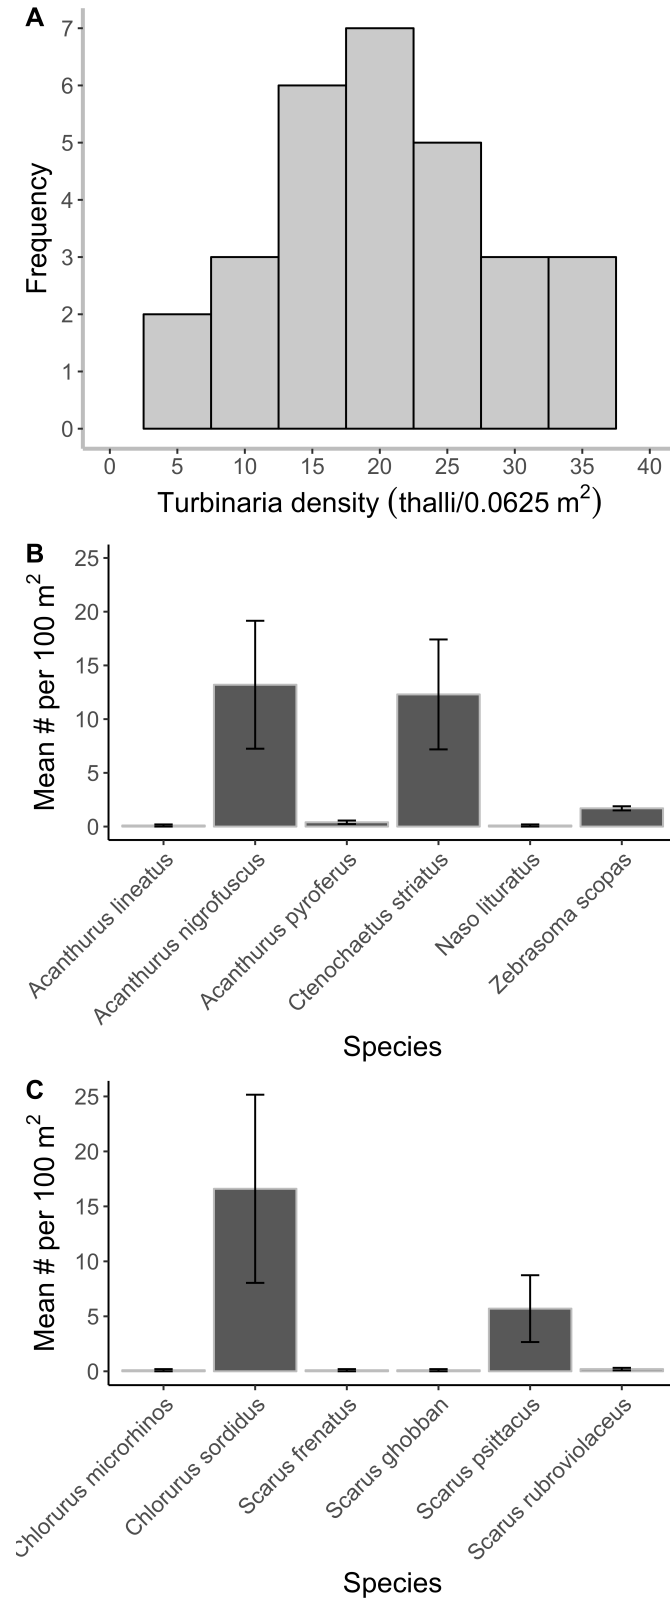 A
7
6
5
4
3
2
1
0
Frequency
0 5 10 15 20 25 30 35 40
Turbinaria density (thalli/0.0625 m²)
B
25
20
15
10
5
0
Mean # per 100 m²
Acanthurus lineatus
Acanthurus nigrofuscus
Acanthurus pyroferus
Ctenochaetus striatus
Naso lituratus
Zebrasoma scopas
Species
C
25
20
15
10
5
0
Mean # per 100 m²
Chlorurus microrhinos
Chlorurus sordidus
Scarus frenatus
Scarus ghobban
Scarus psittacus
Scarus rubroviolaceus
Species